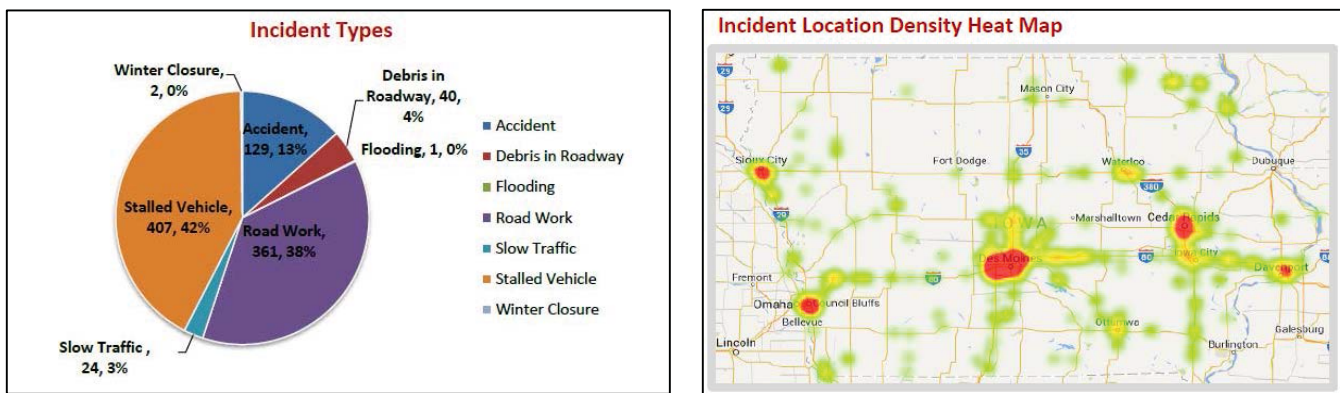 Incident Types
Winter Closure,
2, 0%
Debris in
Roadway, 40,
4%
Accident,
129, 13%
Flooding, 1, 0%
Stalled Vehicle,
407, 42%
Road Work,
361, 38%
Slow Traffic ,
24, 3%
Accident
Debris in Roadway
Flooding
Road Work
Slow Traffic
Stalled Vehicle
Winter Closure
Incident Location Density Heat Map
29
29
Mason City
35
Sioux City
Fort Dodge
Waterloo
Dubuque
380
29
IOWA
Marshalltown
Cedar Rapids
Des Moines
80
Iowa City
Davenport
Fremont
80
Omaha
Council Bluffs
Bellevue
Ottumwa
Lincoln
Burlington
Galesburg